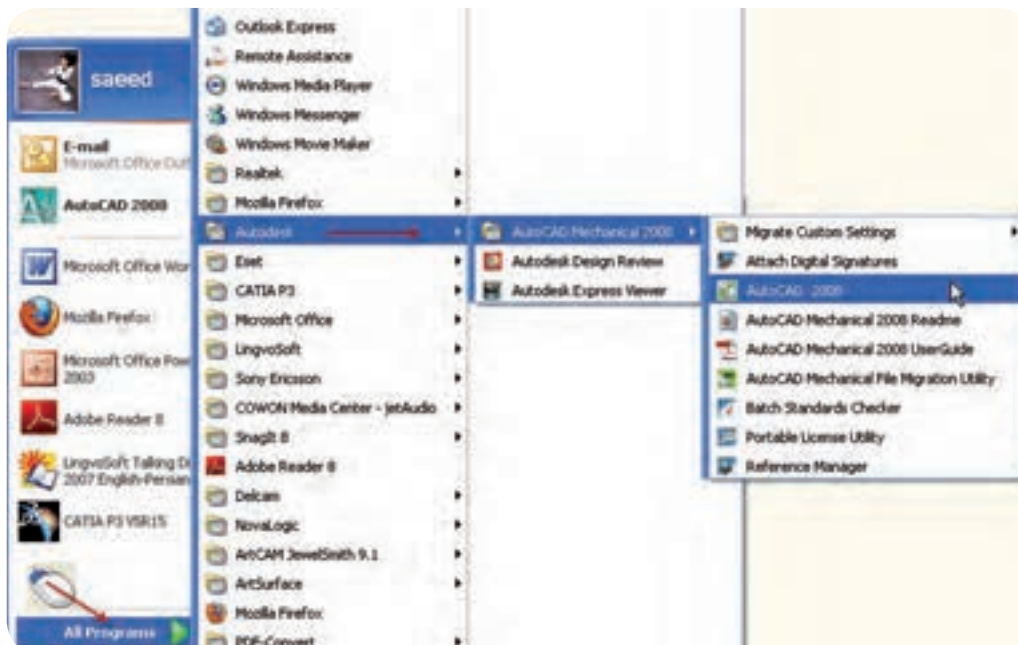 saeed
E-mail
Microsoft Office Out
AutoCAD 2008
Microsoft Office Wor
Mozilla Firefox
Microsoft Office Pow
2003
Adobe Reader 8
LingvoSoft Talking Di
2007 English-Persian
CATIA P3 V5R15
All Programs
Outlook Express
Remote Assistance
Windows Media Player
Windows Messenger
Windows Movie Maker
Realtek
Mozilla Firefox
Autodesk
Eset
CATIA P3
Microsoft Office
LingvoSoft
Sony Ericsson
COWON Media Center - jetAudio
SnagIt 8
Adobe Reader 8
Delcam
NovaLogic
ArtCAM JewelSmith 9.1
ArtSurface
Mozilla Firefox
PDF-Convert
AutoCAD Mechanical 2008
Autodesk Design Review
Autodesk Express Viewer
Migrate Custom Settings
Attach Digital Signatures
AutoCAD 2008
AutoCAD Mechanical 2008 Readme
AutoCAD Mechanical 2008 UserGuide
AutoCAD Mechanical File Migration Utility
Batch Standards Checker
Portable License Utility
Reference Manager